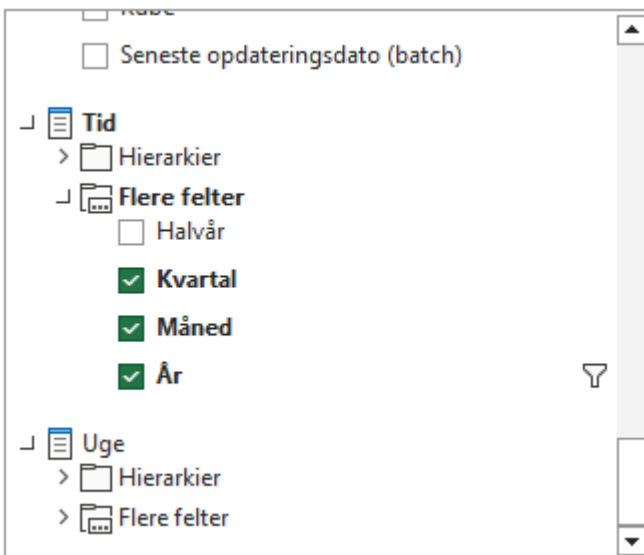 Seneste opdateringsdato (batch)
Tid
Hierarkier
Flere felter
Halvår
Kvartal
Måned
År
Uge
Hierarkier
Flere felter